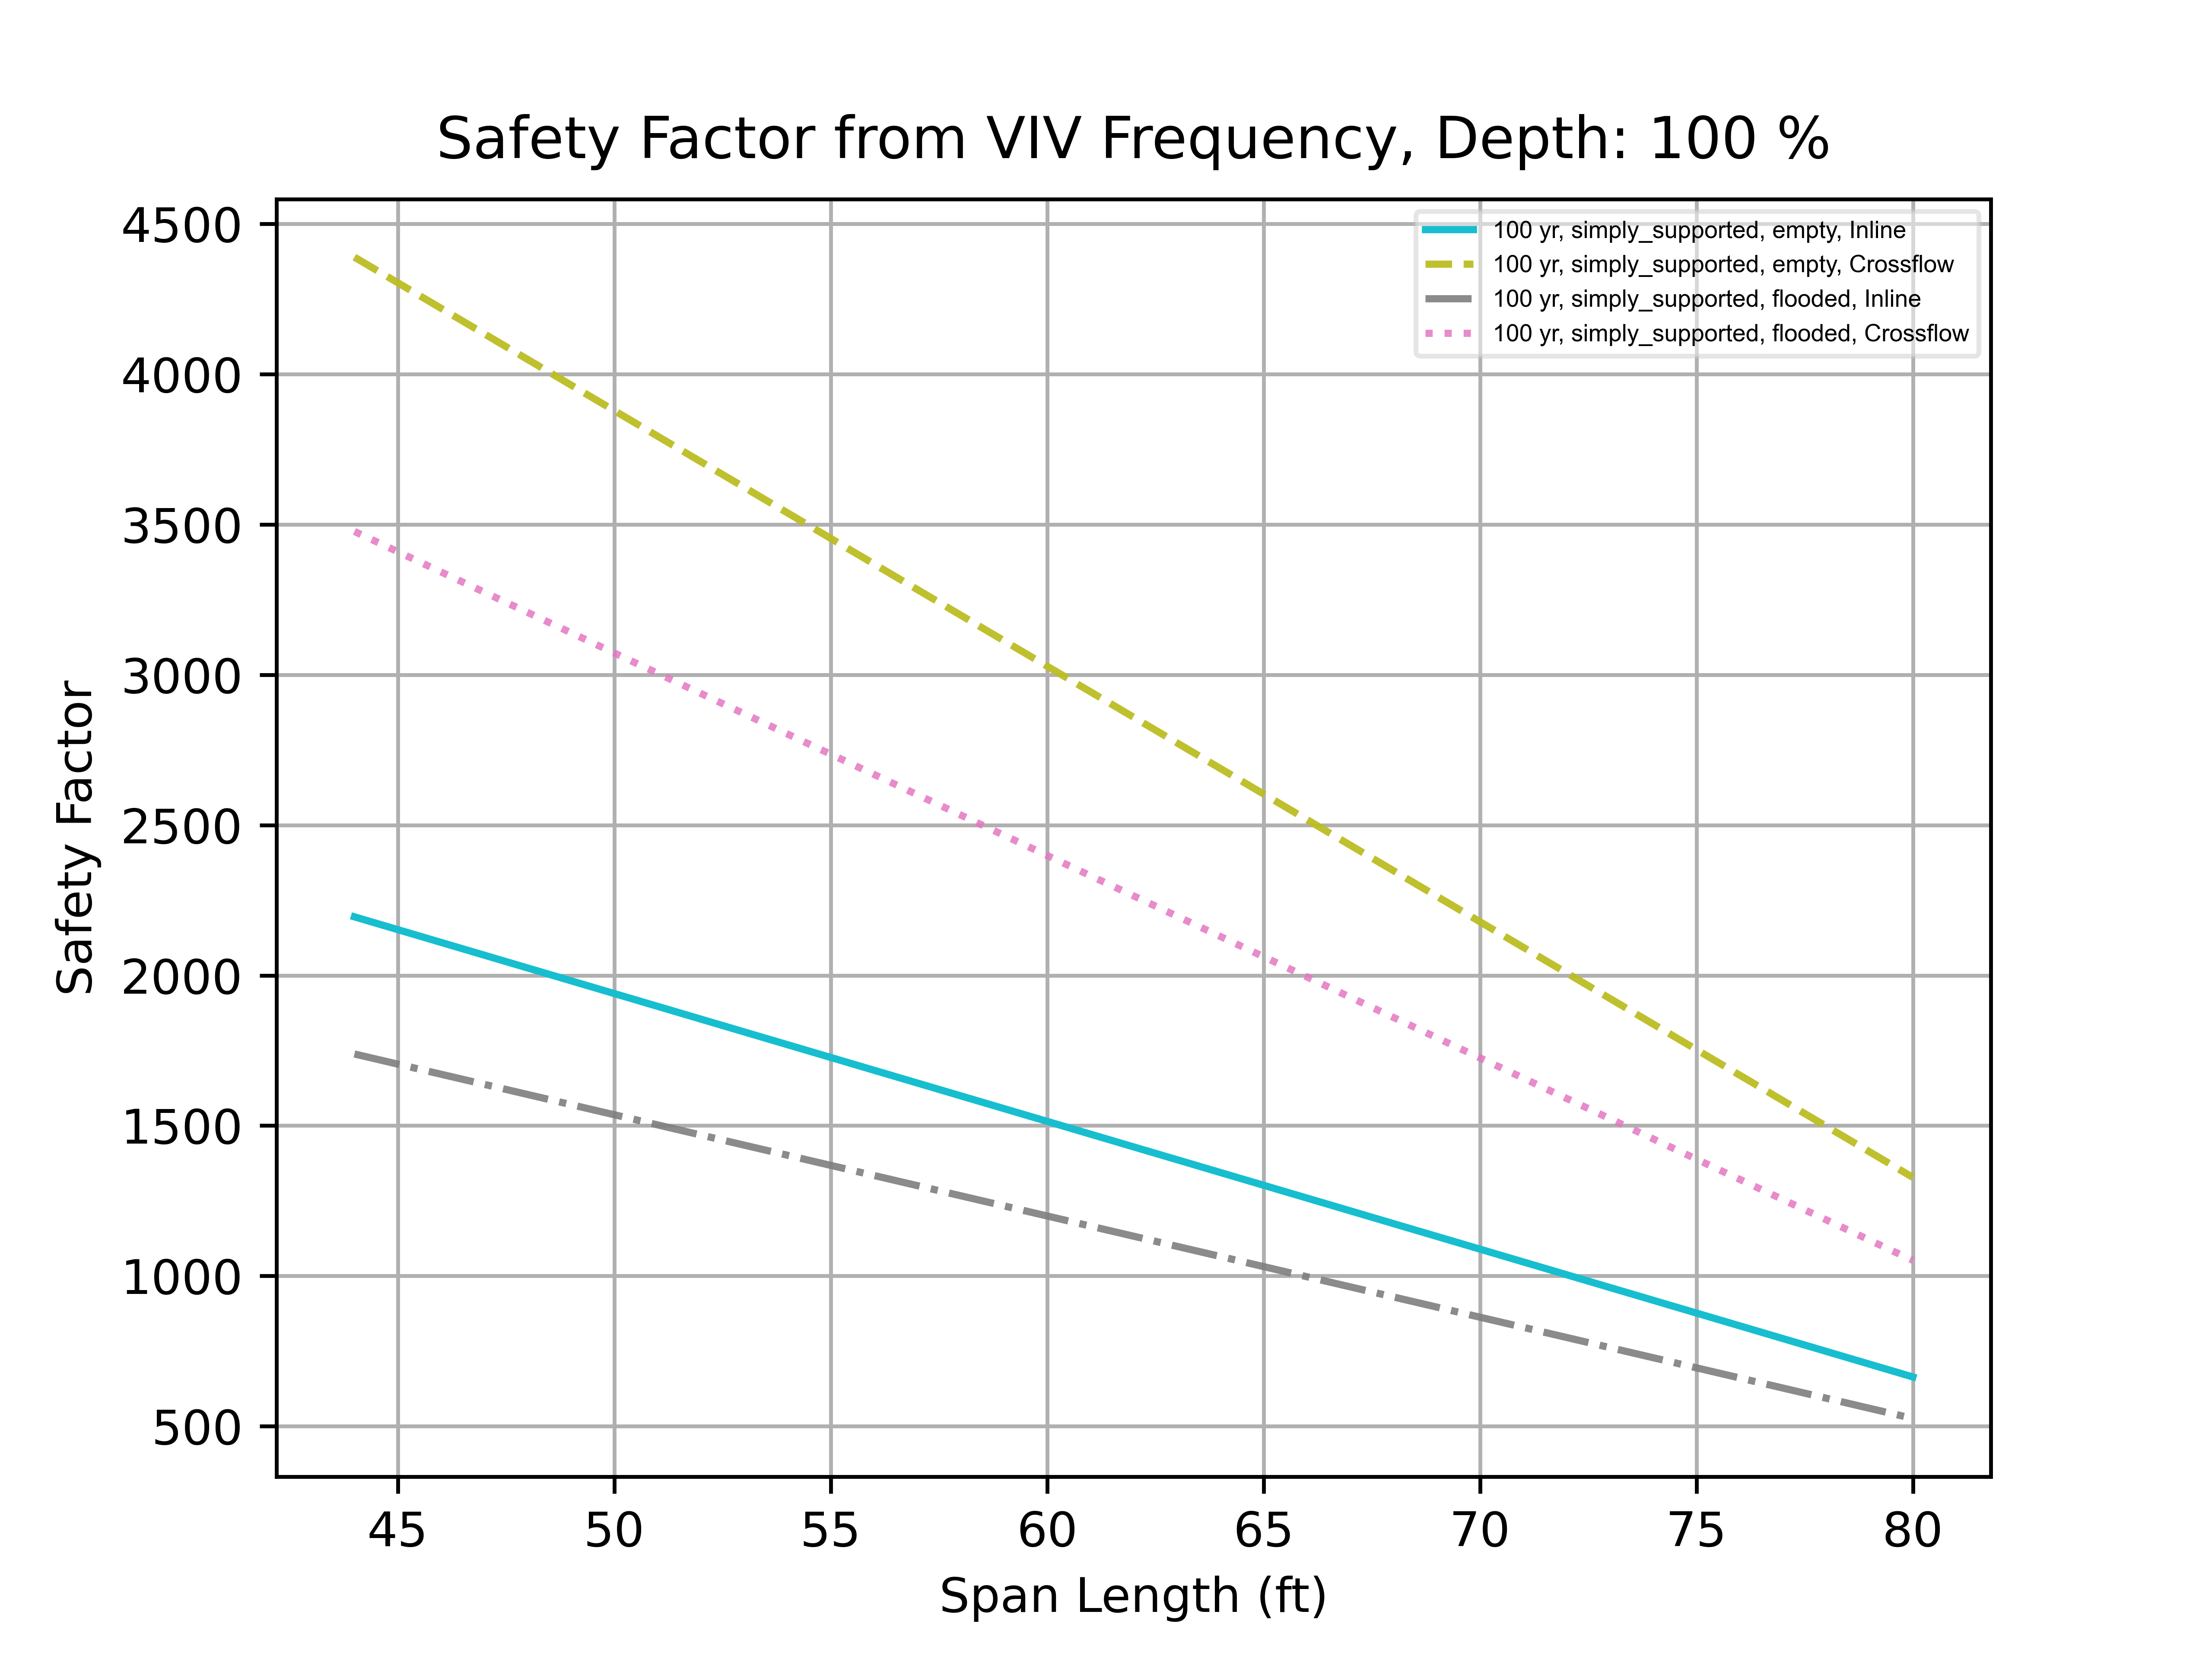 Safety Factor from VIV Frequency, Depth: 100 %
100 yr, simply_supported, empty, Inline
100 yr, simply_supported, empty, Crossflow
100 yr, simply_supported, flooded, Inline
100 yr, simply_supported, flooded, Crossflow
4500
4000
3500
3000
2500
2000
1500
1000
500
Safety Factor
45 50 55 60 65 70 75 80
Span Length (ft)